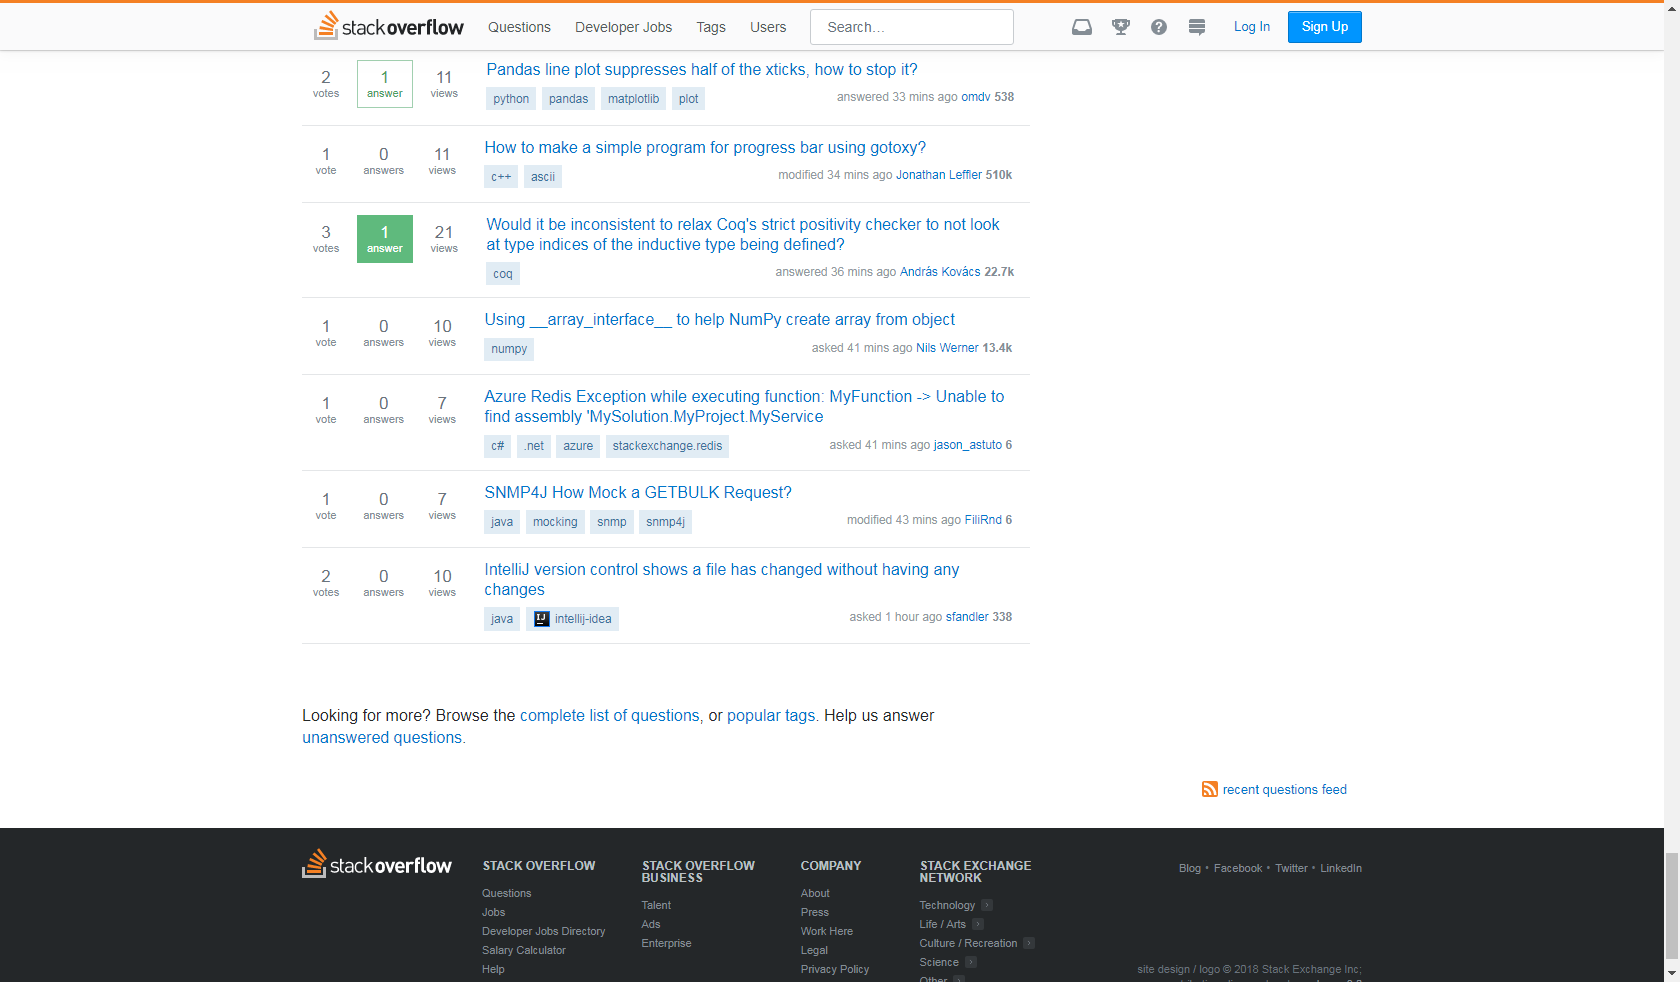 stackoverflow Questions Developer Jobs Tags Users Search... Log In Sign Up
2 votes 1 answer 11 views
Pandas line plot suppresses half of the xticks, how to stop it?
python pandas matplotlib plot
answered 33 mins ago omdv 538
1 vote 0 answers 11 views
How to make a simple program for progress bar using gotoxy?
c++ ascii
modified 34 mins ago Jonathan Leffler 510k
3 votes 1 answer 21 views
Would it be inconsistent to relax Coq's strict positivity checker to not look
at type indices of the inductive type being defined?
coq
answered 36 mins ago András Kovács 22.7k
1 vote 0 answers 10 views
Using __array_interface__ to help NumPy create array from object
numpy
asked 41 mins ago Nils Werner 13.4k
1 vote 0 answers 7 views
Azure Redis Exception while executing function: MyFunction -> Unable to
find assembly 'MySolution.MyProject.MyService
c# .net azure stackexchange.redis
asked 41 mins ago jason_astuto 6
1 vote 0 answers 7 views
SNMP4J How Mock a GETBULK Request?
java mocking snmp snmp4j
modified 43 mins ago FiliRnd 6
2 votes 0 answers 10 views
IntelliJ version control shows a file has changed without having any
changes
java IJ intellij-idea
asked 1 hour ago sfandler 338
Looking for more? Browse the complete list of questions, or popular tags. Help us answer
unanswered questions.
recent questions feed
stackoverflow
STACK OVERFLOW
Questions
Jobs
Developer Jobs Directory
Salary Calculator
Help
STACK OVERFLOW
BUSINESS
Talent
Ads
Enterprise
COMPANY
About
Press
Work Here
Legal
Privacy Policy
STACK EXCHANGE
NETWORK
Technology
Life / Arts
Culture / Recreation
Science
Other
Blog • Facebook • Twitter • LinkedIn
site design / logo © 2018 Stack Exchange Inc;